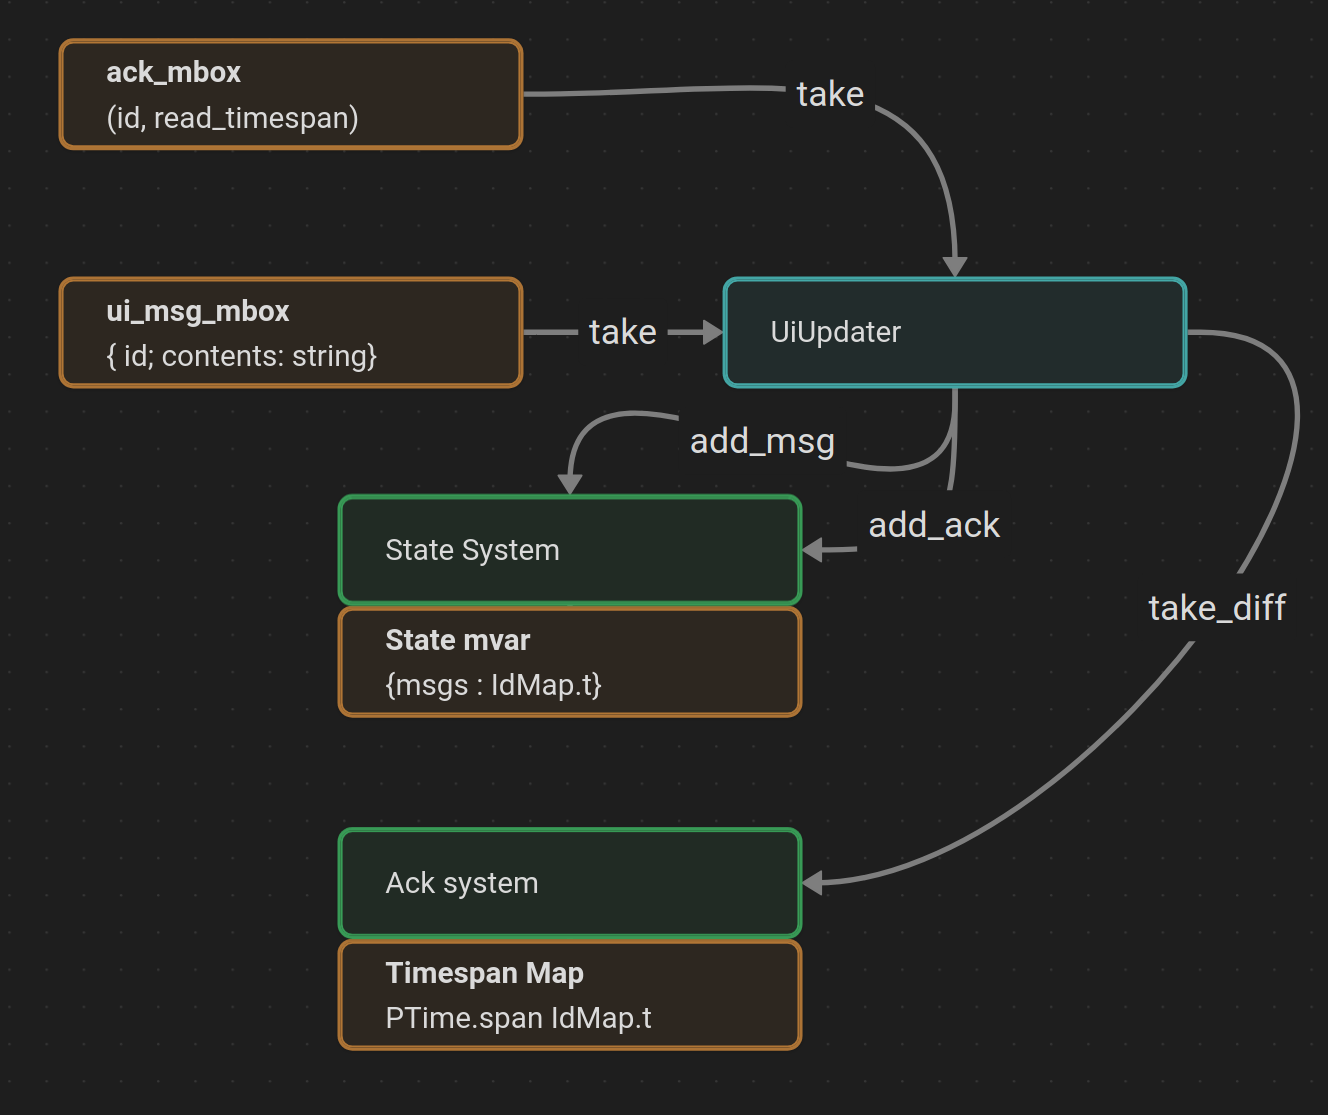 ack_mbox
(id, read_timespan)
take
ui_msg_mbox
{ id; contents: string}
take
UiUpdater
add_msg
add_ack
State System
take_diff
State mvar
{msgs : IdMap.t}
Ack system
Timespan Map
PTime.span IdMap.t